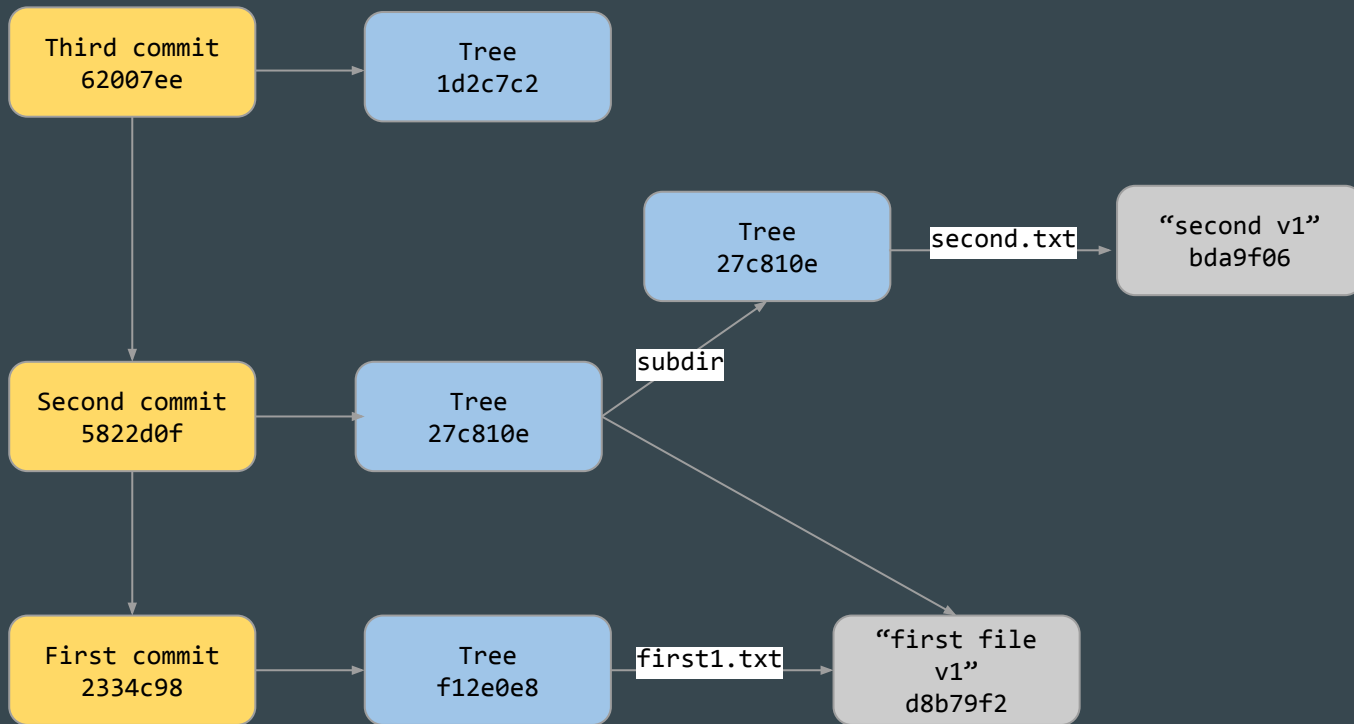 Third commit
62007ee
Tree
1d2c7c2
Tree
27c810e
second.txt
“second v1”
bda9f06
subdir
Second commit
5822d0f
Tree
27c810e
First commit
2334c98
Tree
f12e0e8
first1.txt
“first file
v1”
d8b79f2